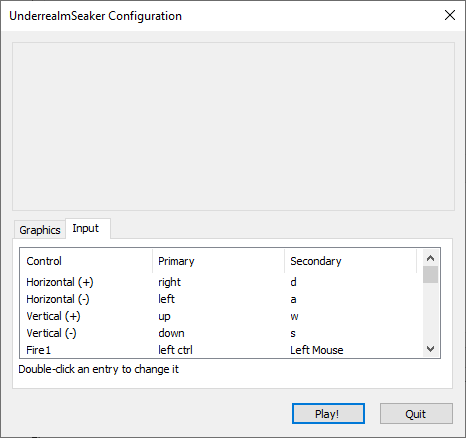 UnderrealmSeaker Configuration
Graphics Input
Control Primary Secondary
Horizontal (+) right d
Horizontal (-) left a
Vertical (+) up w
Vertical (-) down s
Fire1 left ctrl Left Mouse
Double-click an entry to change it
Play! Quit